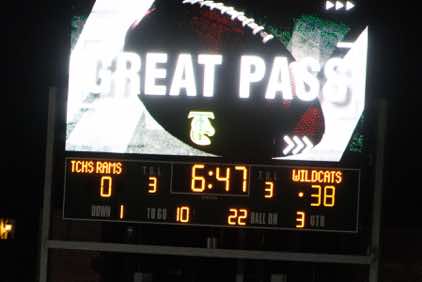 GREAT PASS
TCHS RAMS T.O.L. 6:47 T.O.L. WILDCATS
0 3 3 38
DOWN 1 TO GO 10 22 BALL ON 3 QTR